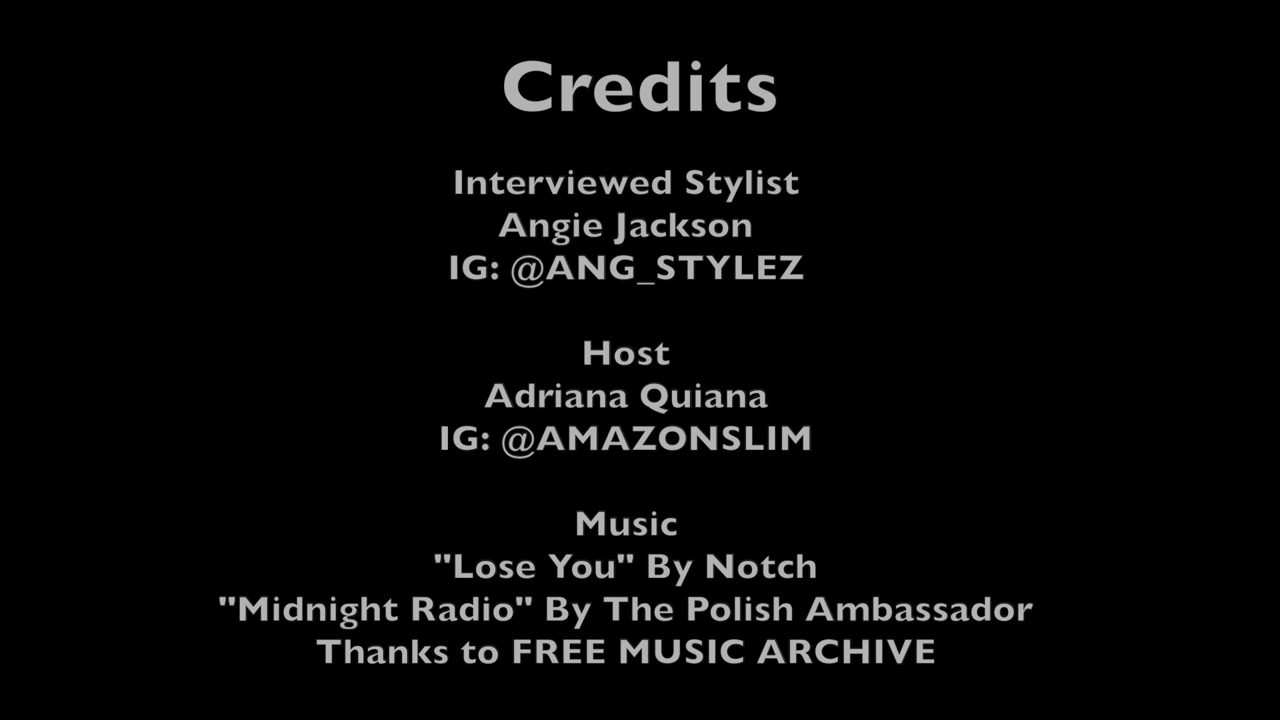 Credits
Interviewed Stylist
Angie Jackson
IG: @ANG_STYLEZ
Host
Adriana Quiana
IG: @AMAZONSLIM
Music
"Lose You" By Notch
"Midnight Radio" By The Polish Ambassador
Thanks to FREE MUSIC ARCHIVE